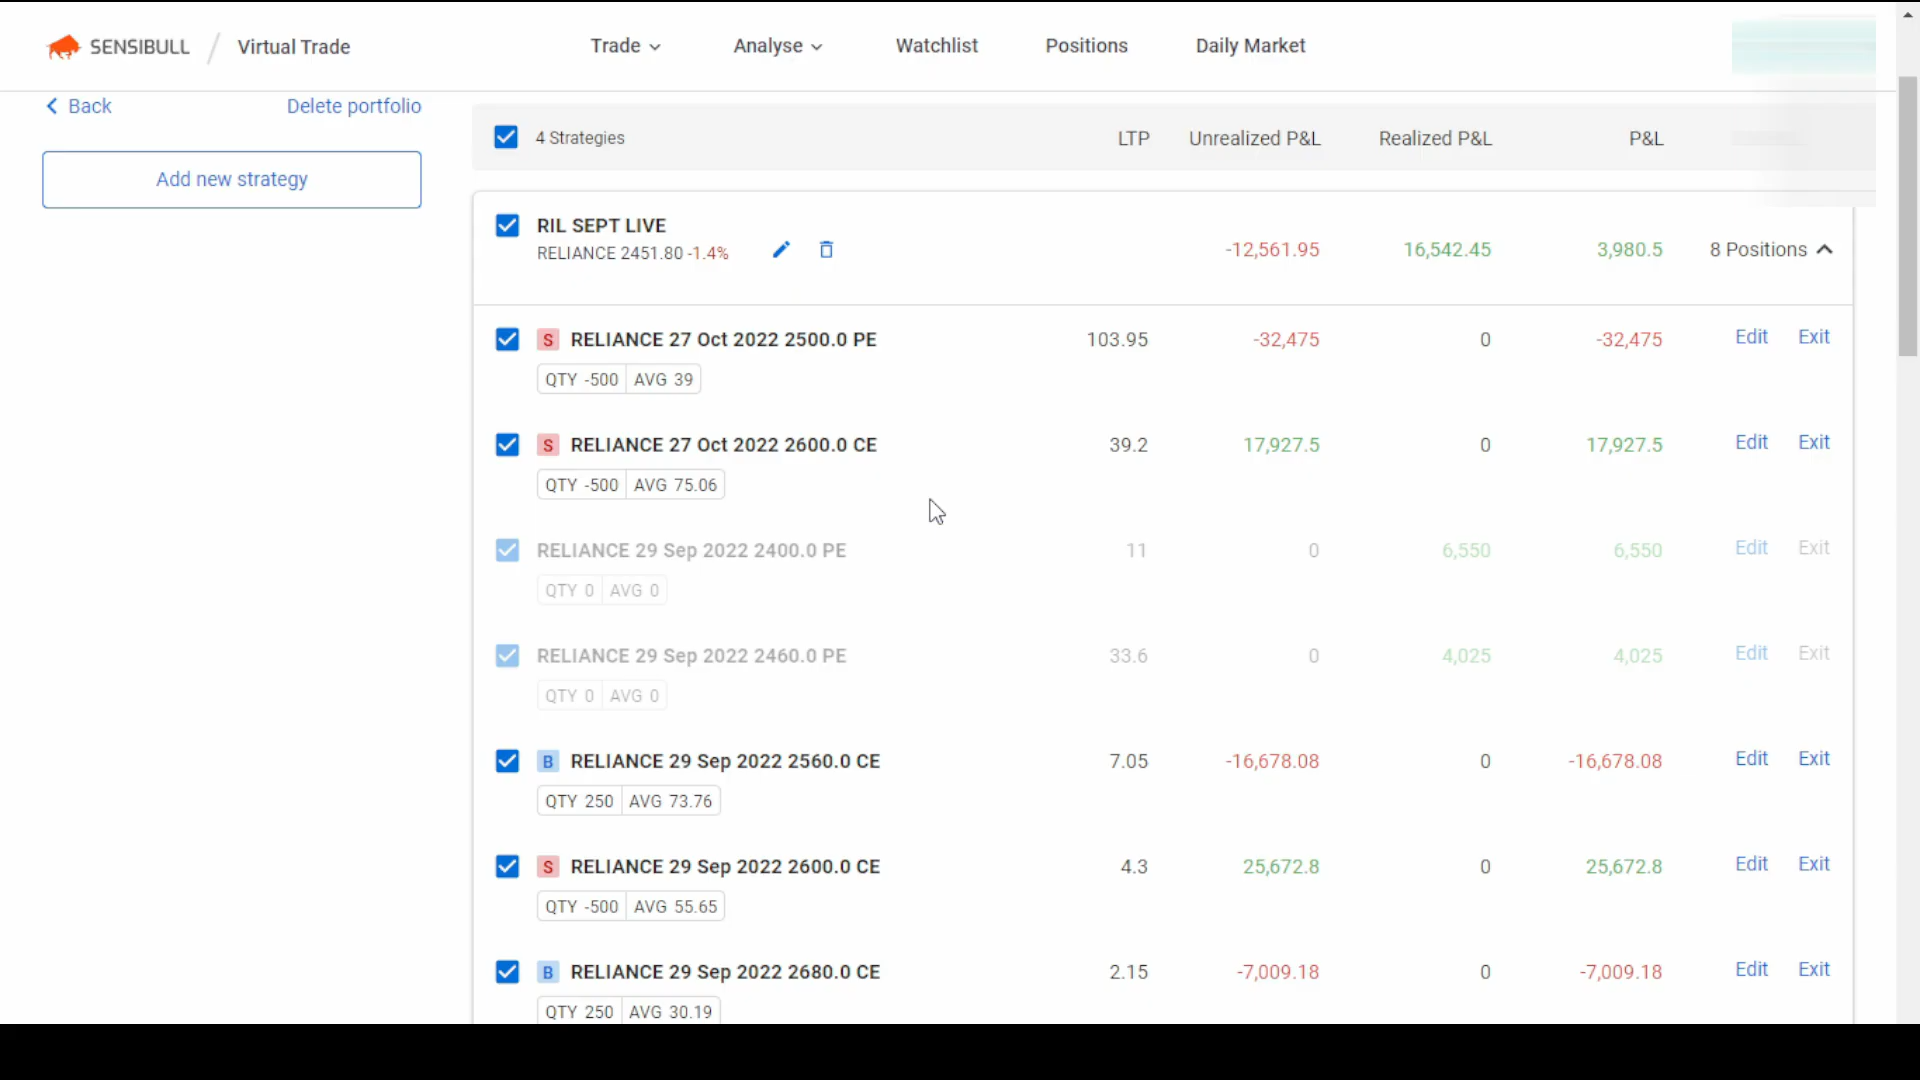 SENSIBULL / Virtual Trade Trade Analyse Watchlist Positions Daily Market
Back Delete portfolio
Add new strategy
4 Strategies LTP Unrealized P&L Realized P&L P&L
RIL SEPT LIVE
RELIANCE 2451.80 -1.4% -12,561.95 16,542.45 3,980.5 8 Positions
S RELIANCE 27 Oct 2022 2500.0 PE 103.95 -32,475 0 -32,475 Edit Exit
QTY -500 AVG 39
S RELIANCE 27 Oct 2022 2600.0 CE 39.2 17,927.5 0 17,927.5 Edit Exit
QTY -500 AVG 75.06
RELIANCE 29 Sep 2022 2400.0 PE 11 0 6,550 6,550 Edit Exit
QTY 0 AVG 0
RELIANCE 29 Sep 2022 2460.0 PE 33.6 0 4,025 4,025 Edit Exit
QTY 0 AVG 0
B RELIANCE 29 Sep 2022 2560.0 CE 7.05 -16,678.08 0 -16,678.08 Edit Exit
QTY 250 AVG 73.76
S RELIANCE 29 Sep 2022 2600.0 CE 4.3 25,672.8 0 25,672.8 Edit Exit
QTY -500 AVG 55.65
B RELIANCE 29 Sep 2022 2680.0 CE 2.15 -7,009.18 0 -7,009.18 Edit Exit
QTY 250 AVG 30.19